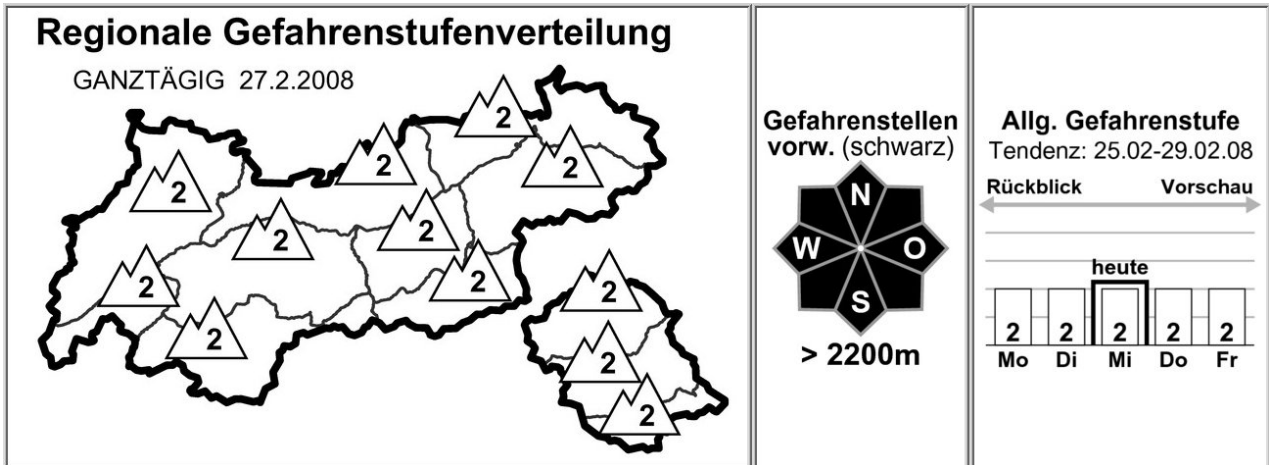 Regionale Gefahrenstufenverteilung
GANZTÄGIG 27.2.2008
2
2
2
2
2
2
2
2
2
2
2
2
Gefahrenstellen
vorw. (schwarz)
N
W O
S
> 2200m
Allg. Gefahrenstufe
Tendenz: 25.02-29.02.08
Rückblick Vorschau
heute
2 2 2 2 2
Mo Di Mi Do Fr